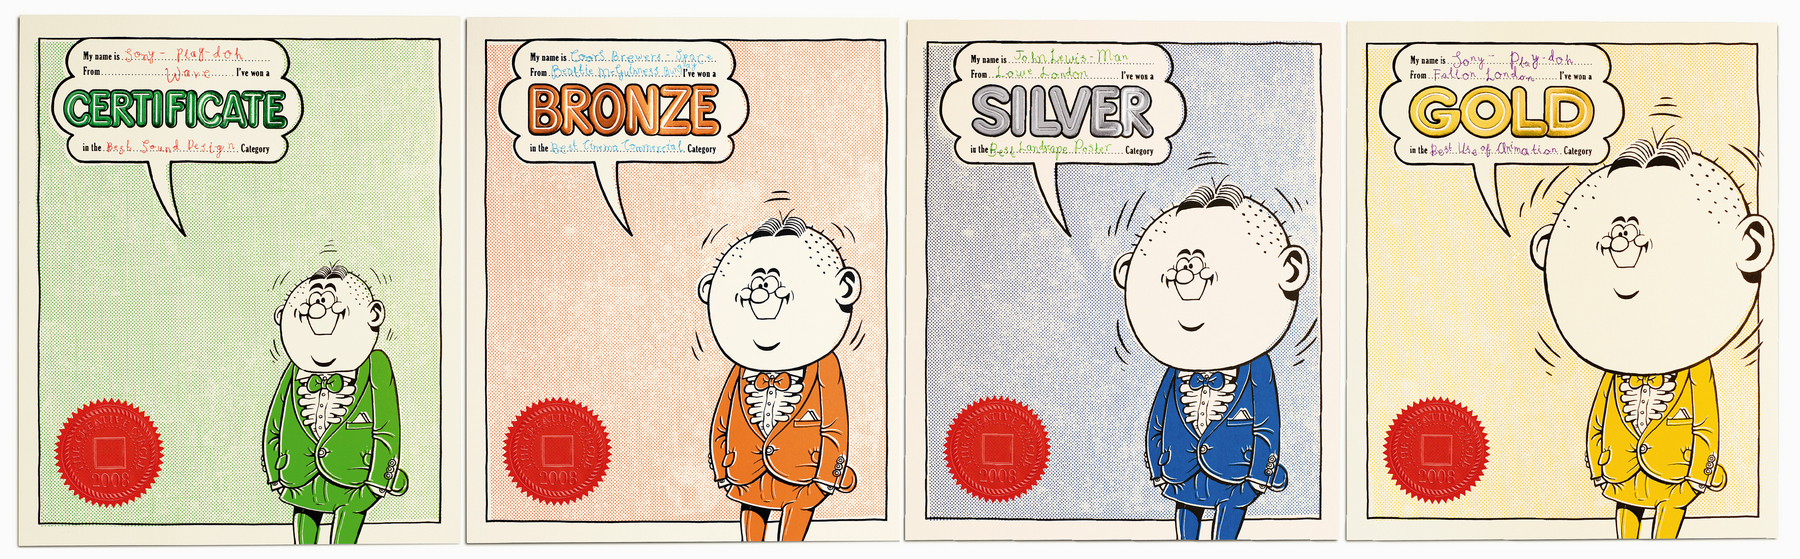 My name is Sony - Play-doh
From Wave I've won a
CERTIFICATE
in the Best Sound Design Category
2008
My name is Coors Brewers - Space
From Beattie McGuinness I've won a
BRONZE
in the Best Cinema Commercial Category
2008
My name is John Lewis - Man
From Lowe London I've won a
SILVER
in the Best Landrape Poster Category
2008
My name is Sony - Play-doh
From Fallon London I've won a
GOLD
in the Best Use of Animation Category
2008